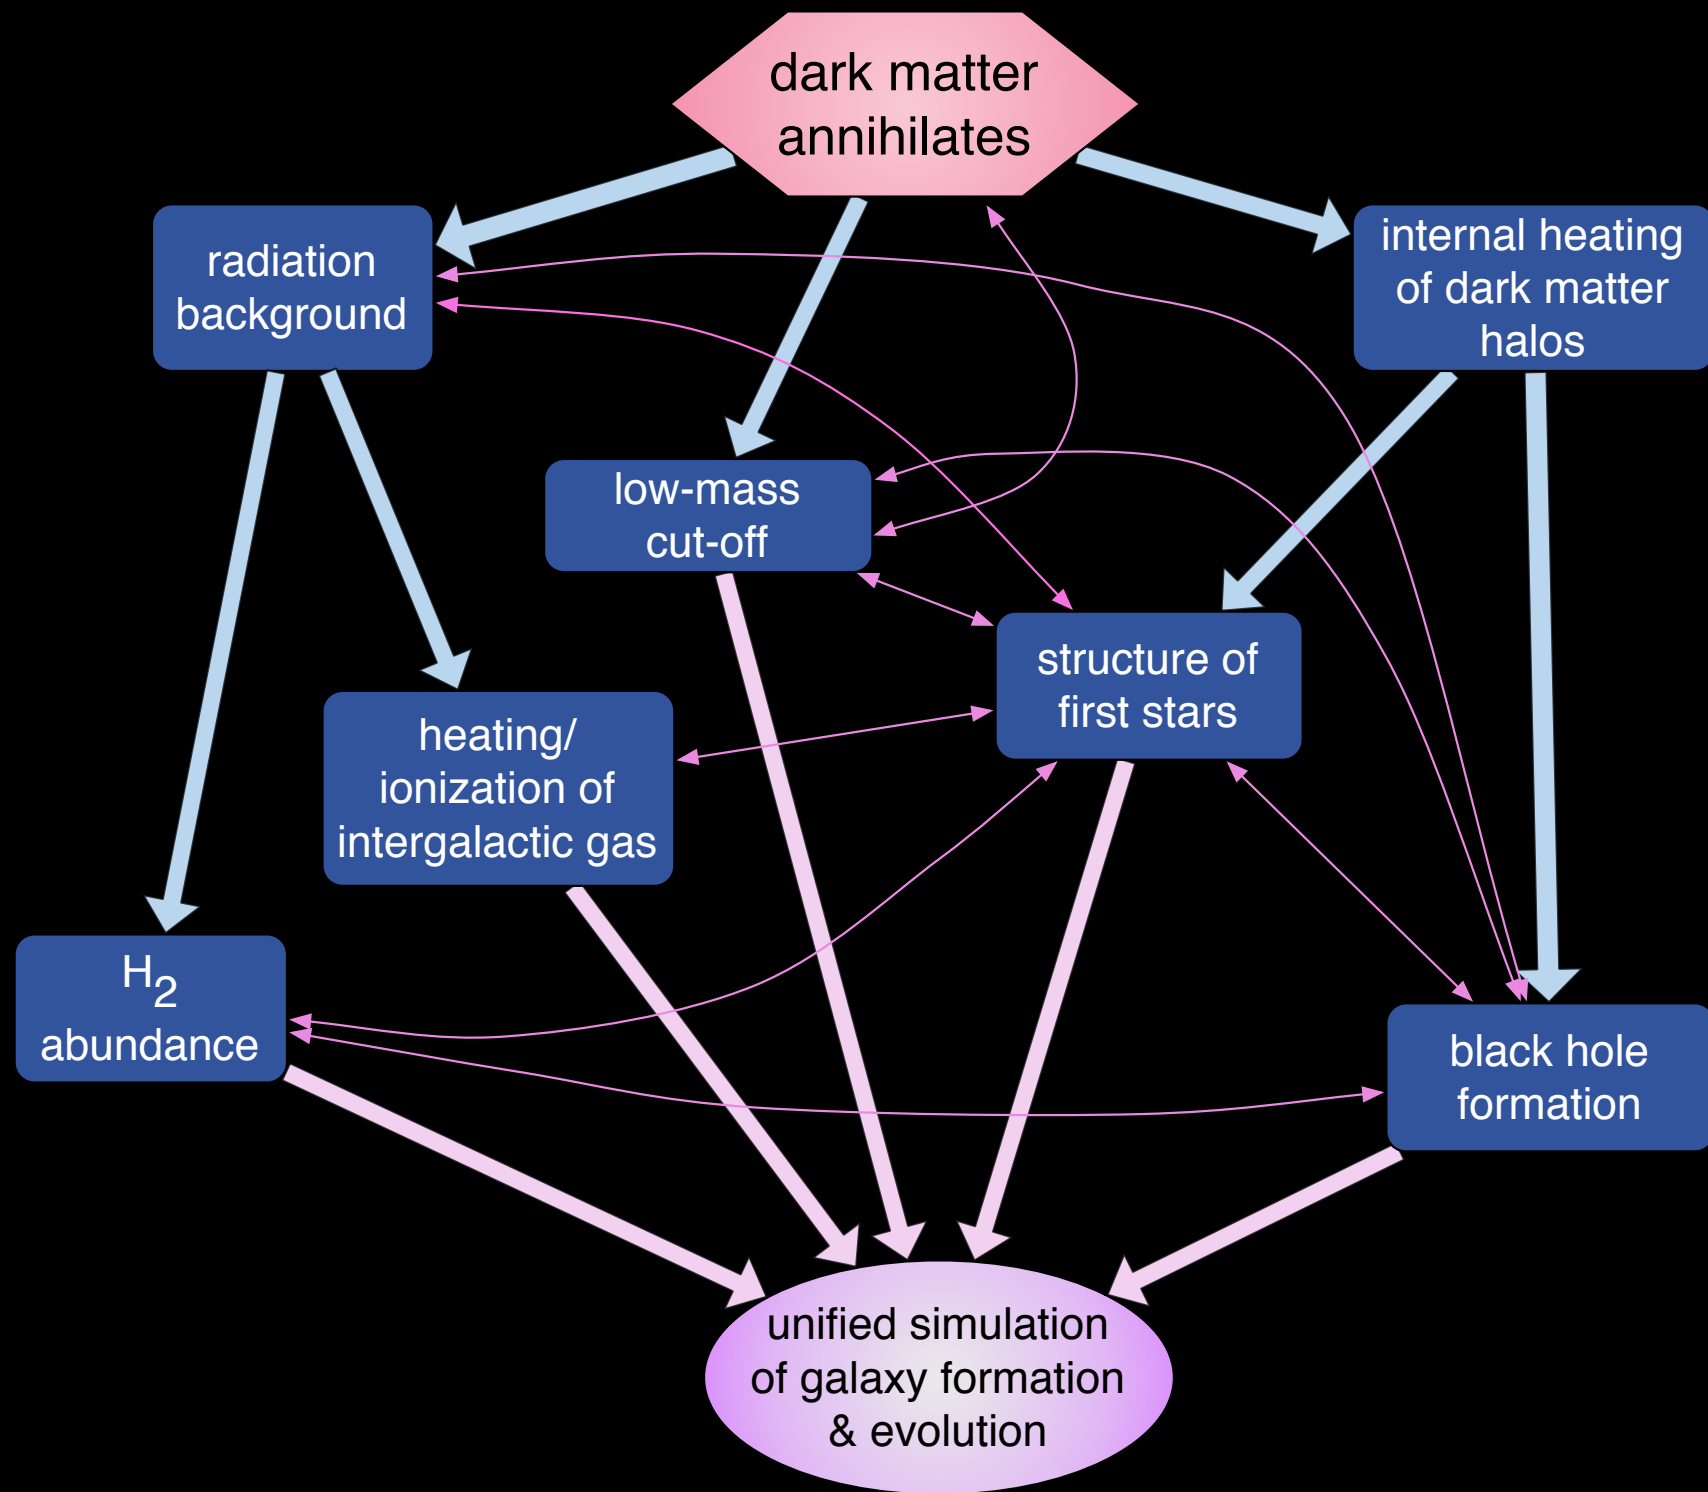 dark matter
annihilates
radiation
background
internal heating
of dark matter
halos
low-mass
cut-off
structure of
first stars
heating/
ionization of
intergalactic gas
H2
abundance
black hole
formation
unified simulation
of galaxy formation
& evolution